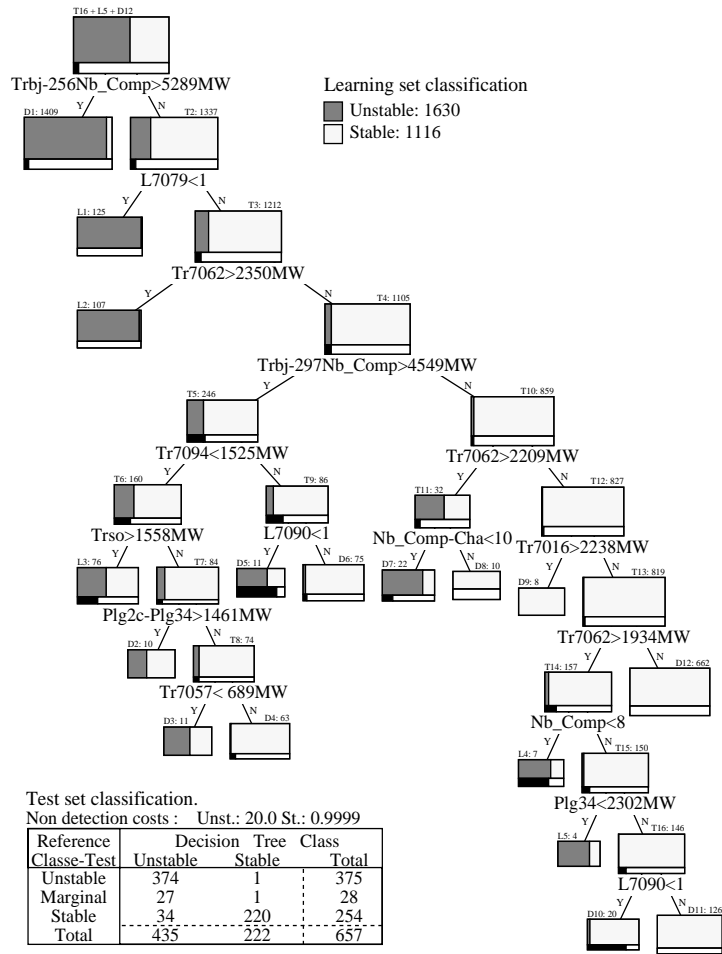 T16 + L5 + D12
Trbj-256Nb_Comp>5289MW
Learning set classification
Unstable: 1630
Stable: 1116
Y N
D1: 1409 T2: 1337
L7079<1
Y N
L1: 125 T3: 1212
Tr7062>2350MW
Y N
L2: 107 T4: 1105
Trbj-297Nb_Comp>4549MW
Y N
T5: 246 T10: 859
Tr7094<1525MW Tr7062>2209MW
Y N Y N
T6: 160 T9: 86 T11: 32 T12: 827
Trso>1558MW L7090<1 Nb_Comp-Cha<10 Tr7016>2238MW
Y N Y N Y N Y N
L3: 76 T7: 84 D5: 11 D6: 75 D7: 22 D8: 10 D9: 8 T13: 819
Plg2c-Plg34>1461MW Tr7062>1934MW
Y N Y N
D2: 10 T8: 74 T14: 157 D12: 662
Tr7057< 689MW Nb_Comp<8
Y N Y N
D3: 11 D4: 63 L4: 7 T15: 150
Plg34<2302MW
Y N
L5: 4 T16: 146
L7090<1
Y N
D10: 20 D11: 126
Test set classification.
Non detection costs : Unst.: 20.0 St.: 0.9999
Reference Decision Tree Class
Classe-Test Unstable Stable Total
Unstable 374 1 375
Marginal 27 1 28
Stable 34 220 254
Total 435 222 657